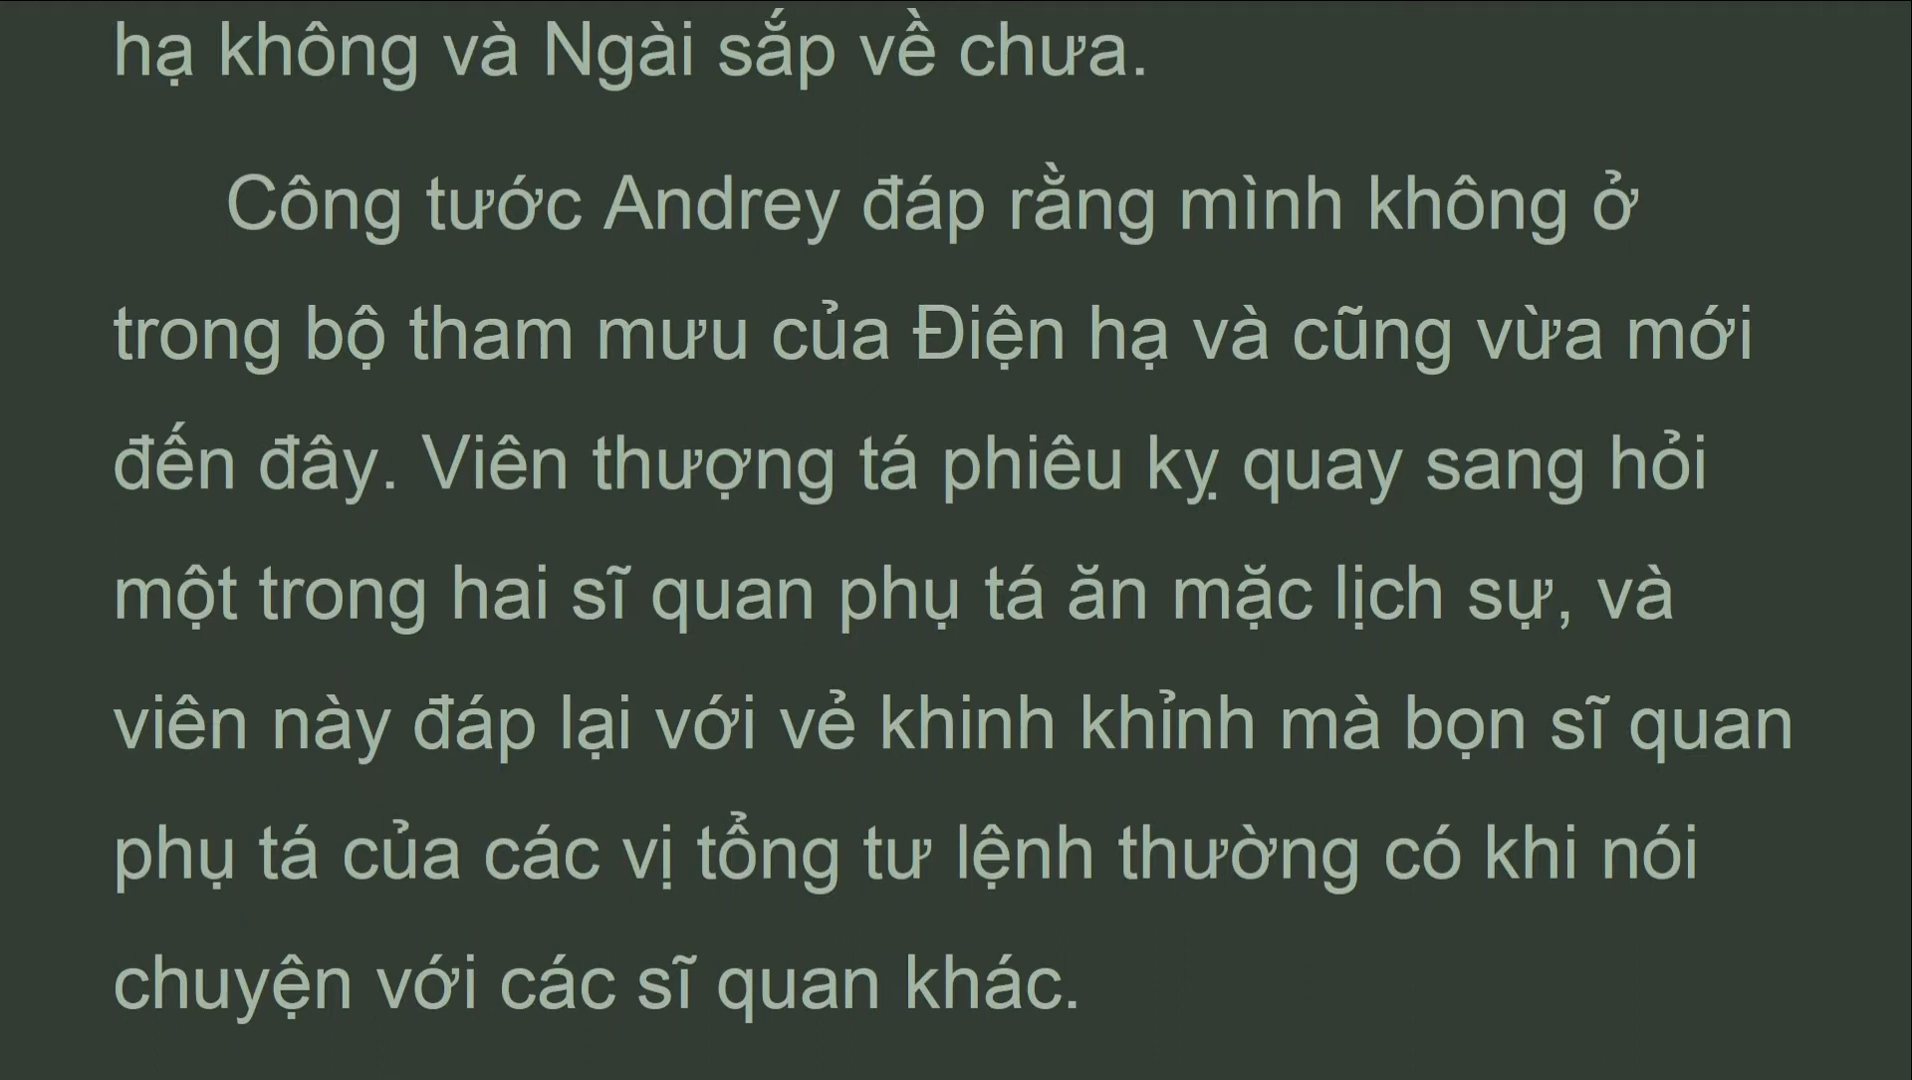 hạ không và Ngài sắp về chưa.
Công tước Andrey đáp rằng mình không ở
trong bộ tham mưu của Điện hạ và cũng vừa mới
đến đây. Viên thượng tá phiêu kỵ quay sang hỏi
một trong hai sĩ quan phụ tá ăn mặc lịch sự, và
viên này đáp lại với vẻ khinh khỉnh mà bọn sĩ quan
phụ tá của các vị tổng tư lệnh thường có khi nói
chuyện với các sĩ quan khác.